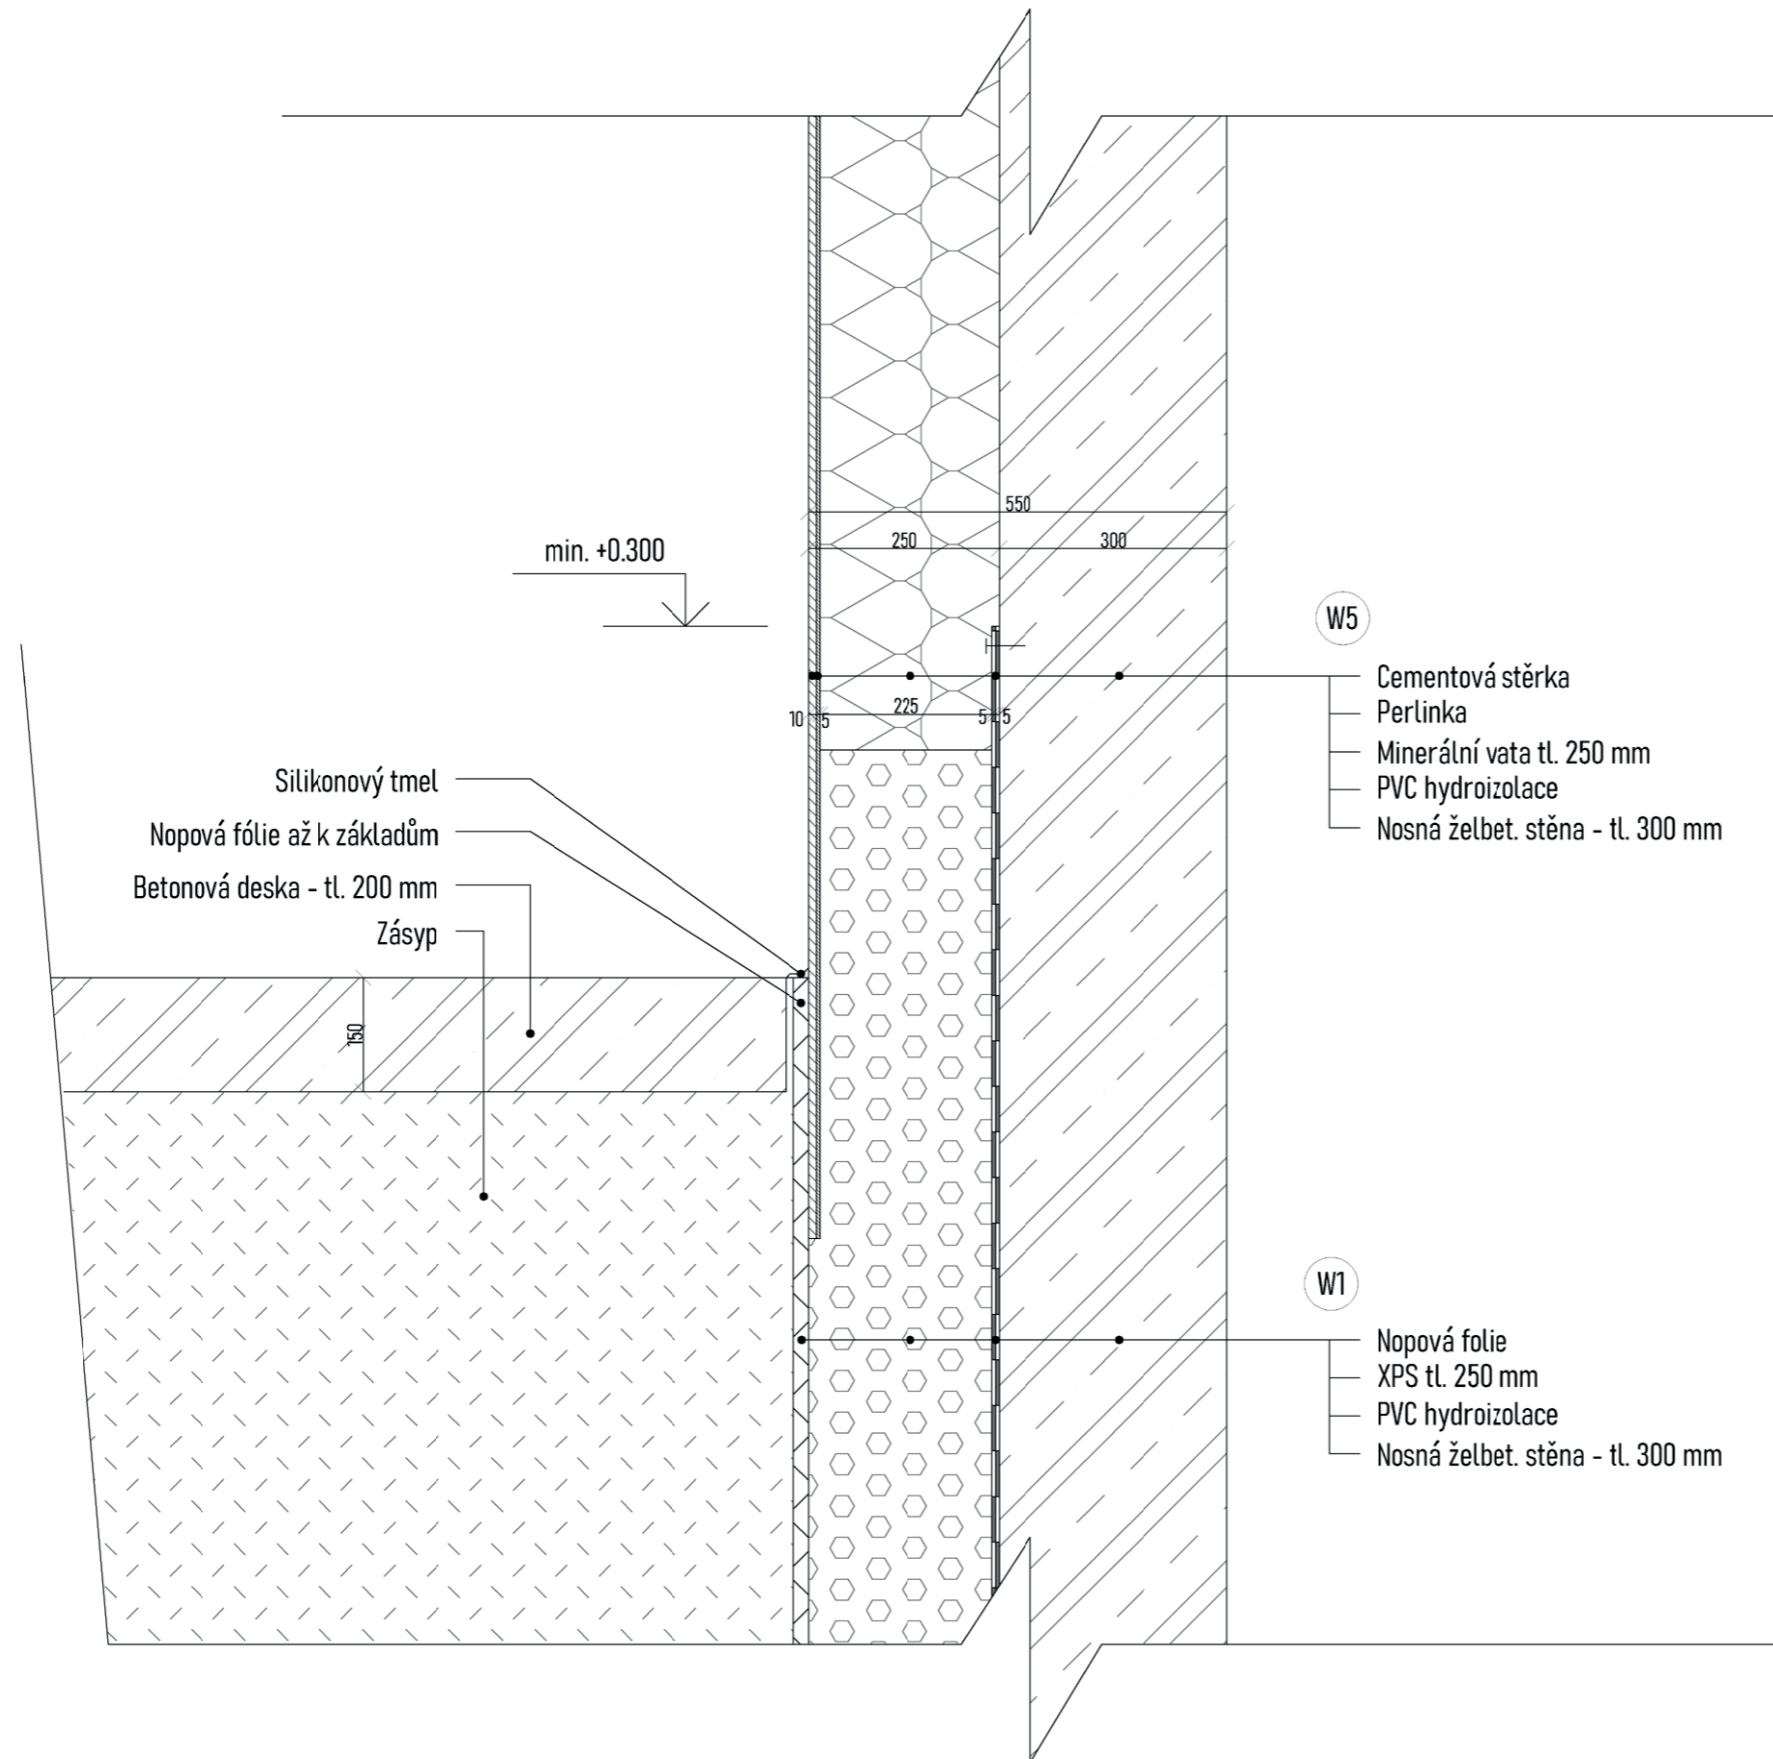 550
250
300
min. +0.300
W5
Cementová stěrka
Perlinka
Minerální vata tl. 250 mm
PVC hydroizolace
Nosná želbet. stěna - tl. 300 mm
10 5 225 5 5
Silikonový tmel
Nopová fólie až k základům
Betonová deska - tl. 200 mm
Zásyp
150
W1
Nopová folie
XPS tl. 250 mm
PVC hydroizolace
Nosná želbet. stěna - tl. 300 mm